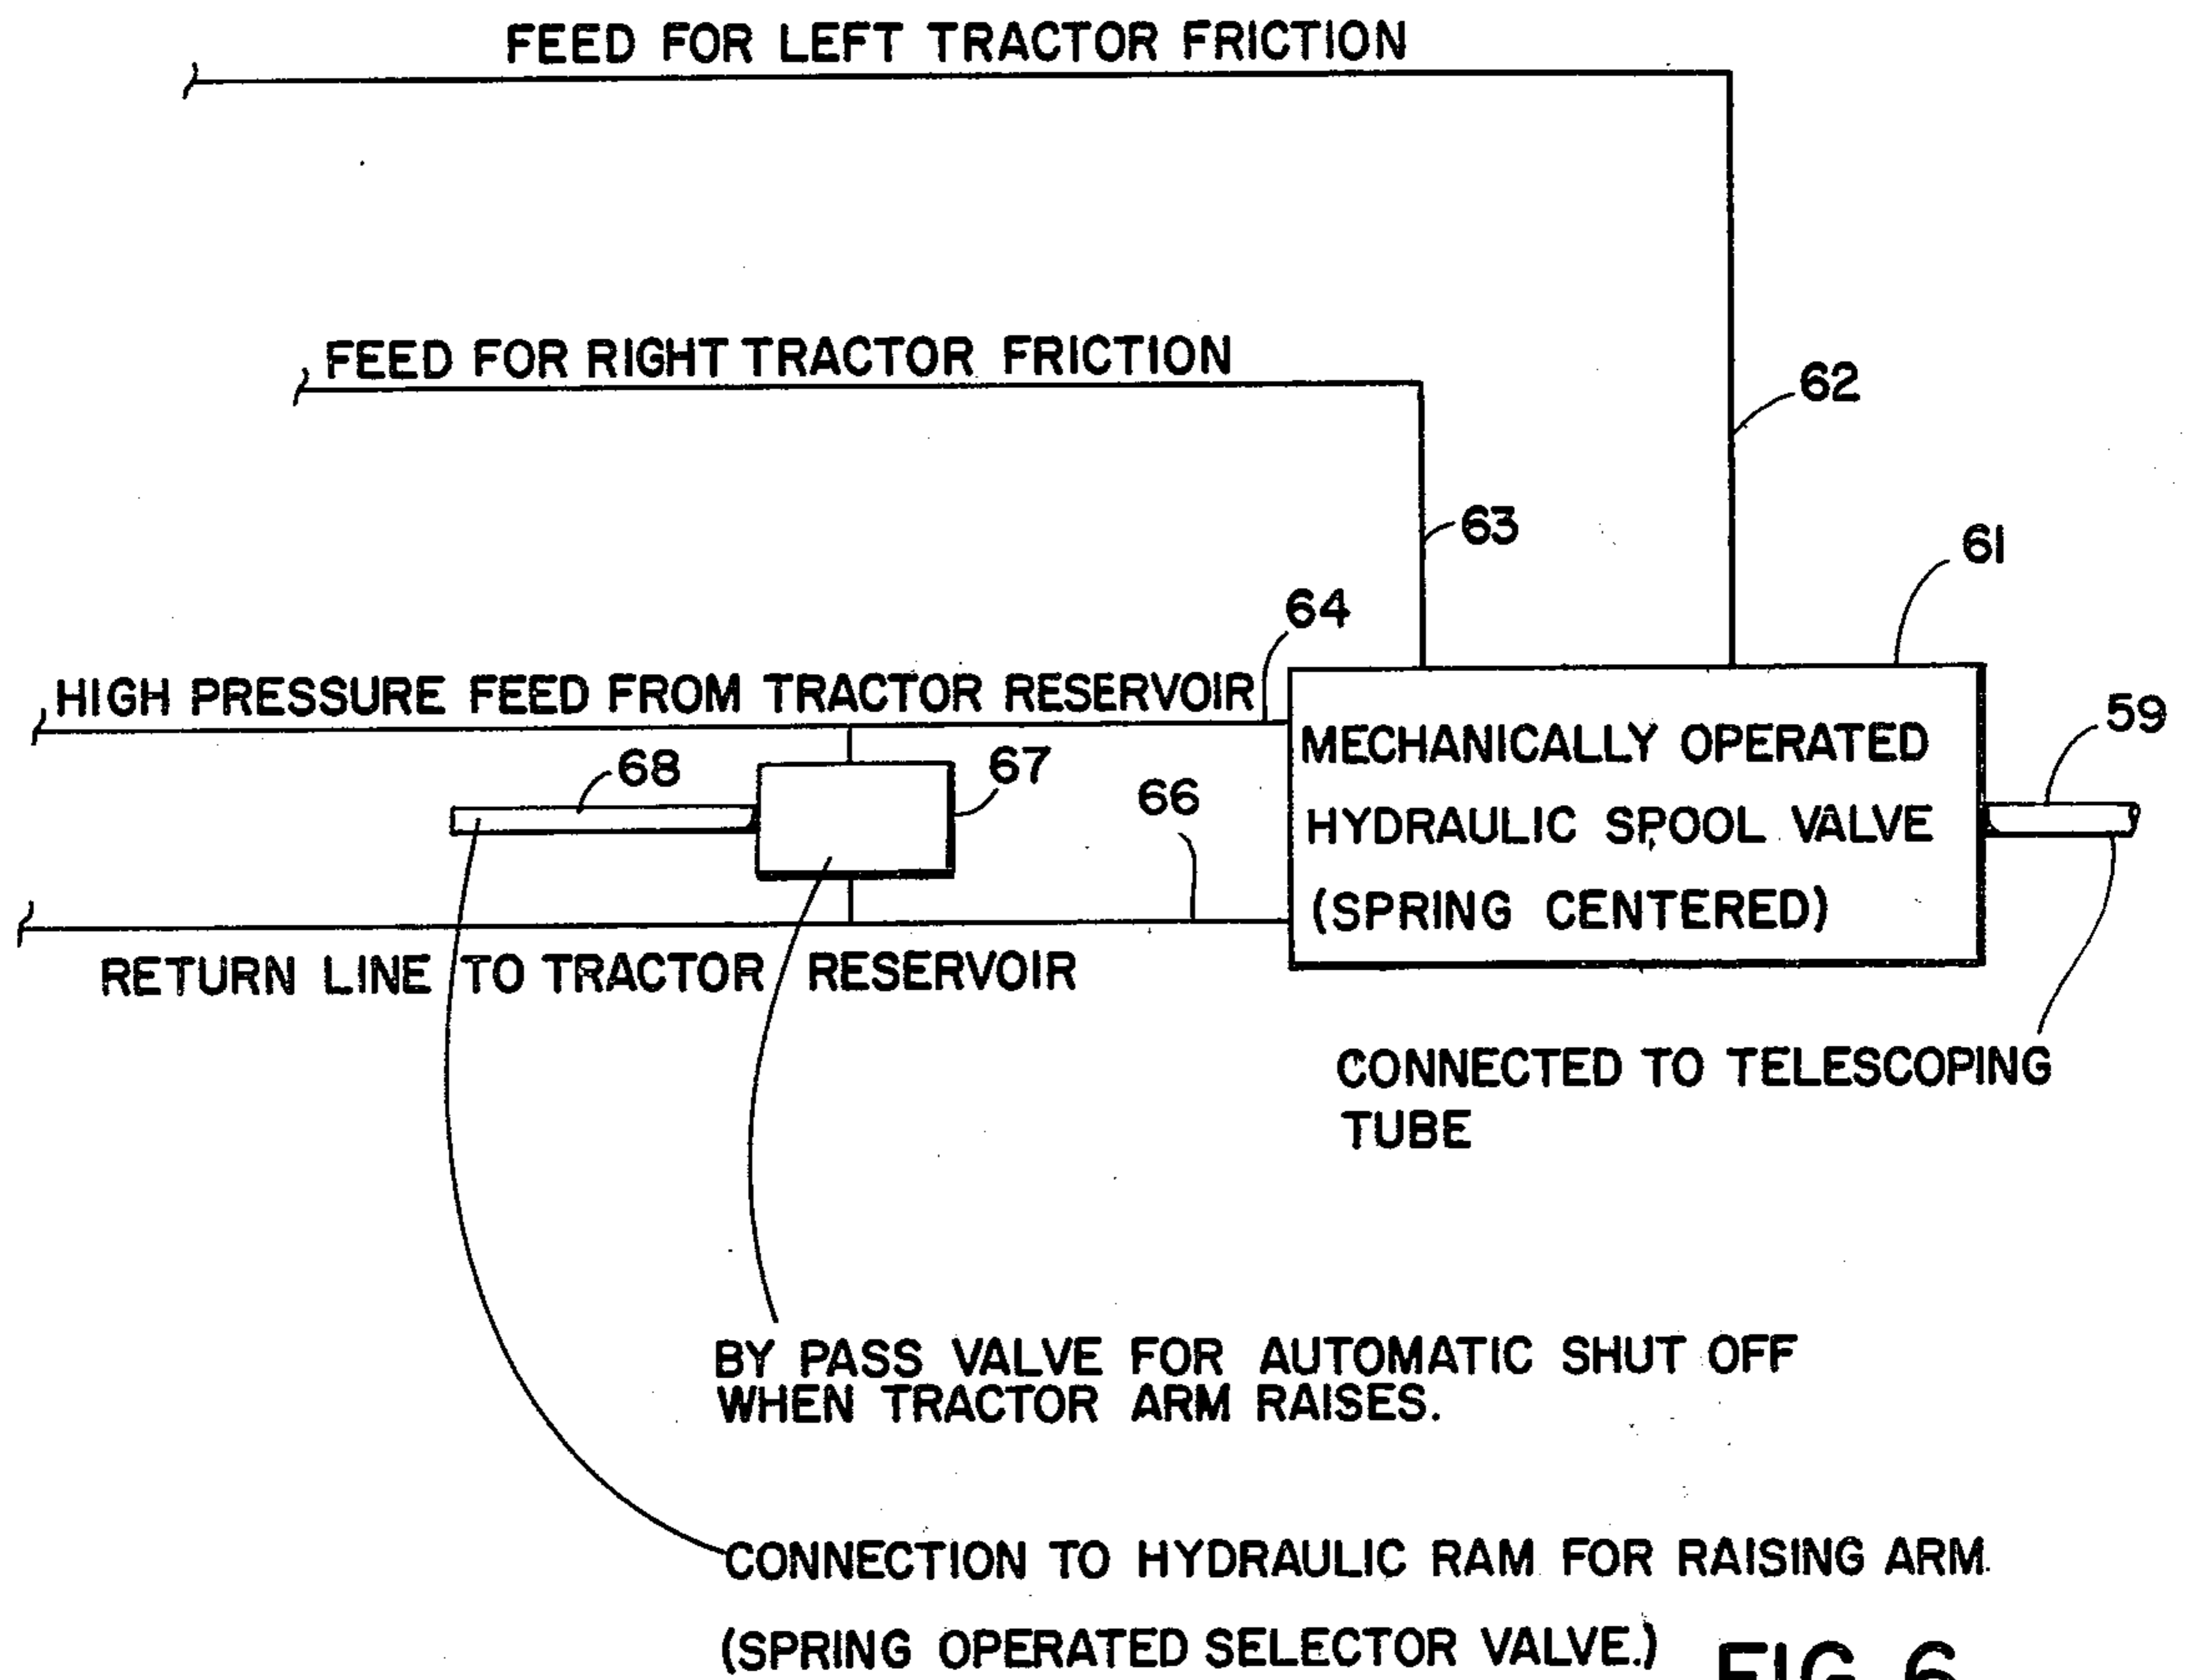 FEED FOR LEFT TRACTOR FRICTION
FEED FOR RIGHT TRACTOR FRICTION
62
63
61
64
HIGH PRESSURE FEED FROM TRACTOR RESERVOIR
59
68
67
66
MECHANICALLY OPERATED
HYDRAULIC SPOOL VALVE
(SPRING CENTERED)
RETURN LINE TO TRACTOR RESERVOIR
CONNECTED TO TELESCOPING
TUBE
BY PASS VALVE FOR AUTOMATIC SHUT OFF
WHEN TRACTOR ARM RAISES.
CONNECTION TO HYDRAULIC RAM FOR RAISING ARM.
(SPRING OPERATED SELECTOR VALVE.)
FIG 6